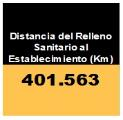 Distancia del Relleno
Sanitario al
Establecimiento (Km)
401.563